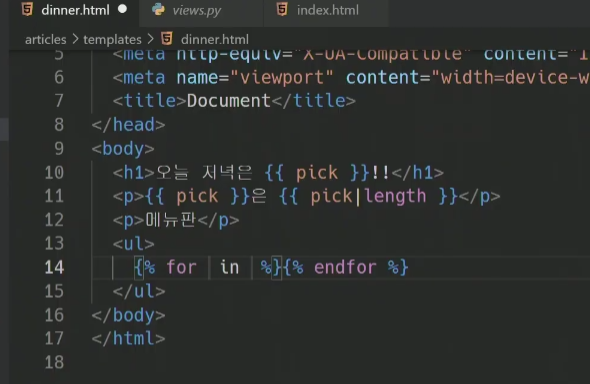 dinner.html ● views.py index.html
articles > templates > dinner.html
5 <meta http-equiv="X-UA-Compatible" content="I
6 <meta name="viewport" content="width=device-w
7 <title>Document</title>
8 </head>
9 <body>
10 <h1>오늘 저녁은 {{ pick }}!!</h1>
11 <p>{{ pick }}은 {{ pick|length }}</p>
12 <p>메뉴판</p>
13 <ul>
14 {% for in %}{% endfor %}
15 </ul>
16 </body>
17 </html>
18